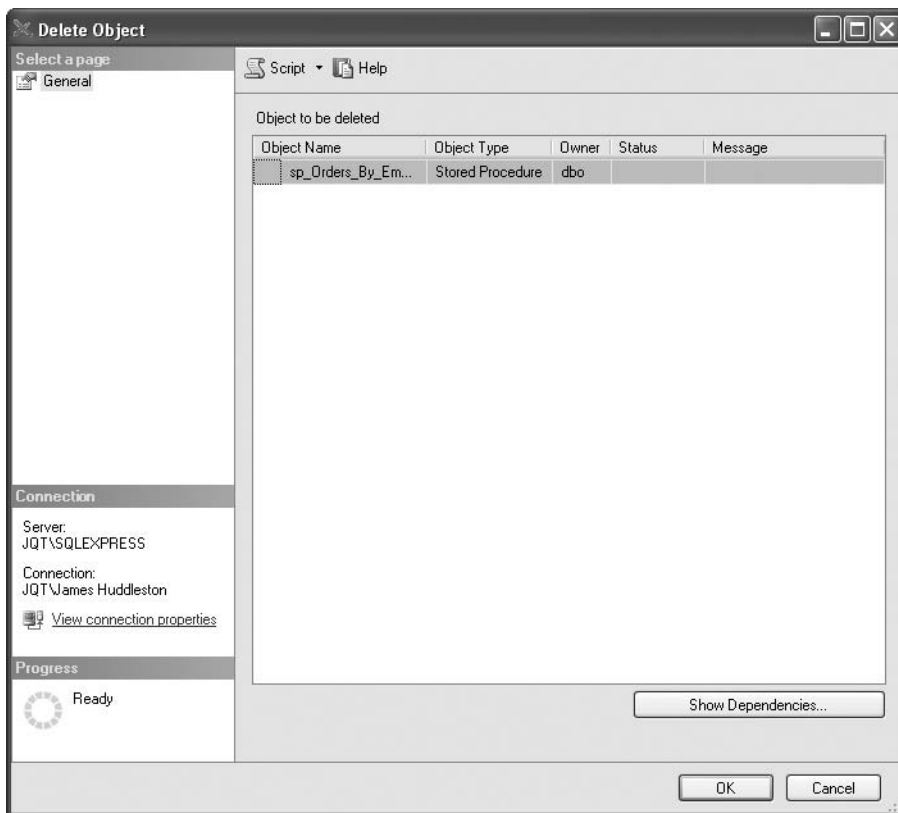 Delete Object
Select a page
General
Script
Help
Object to be deleted
Object Name Object Type Owner Status Message
sp_Orders_By_Em... Stored Procedure dbo
Connection
Server:
JQT\SQLEXPRESS
Connection:
JQT\James Huddleston
View connection properties
Progress
Ready
Show Dependencies...
OK Cancel